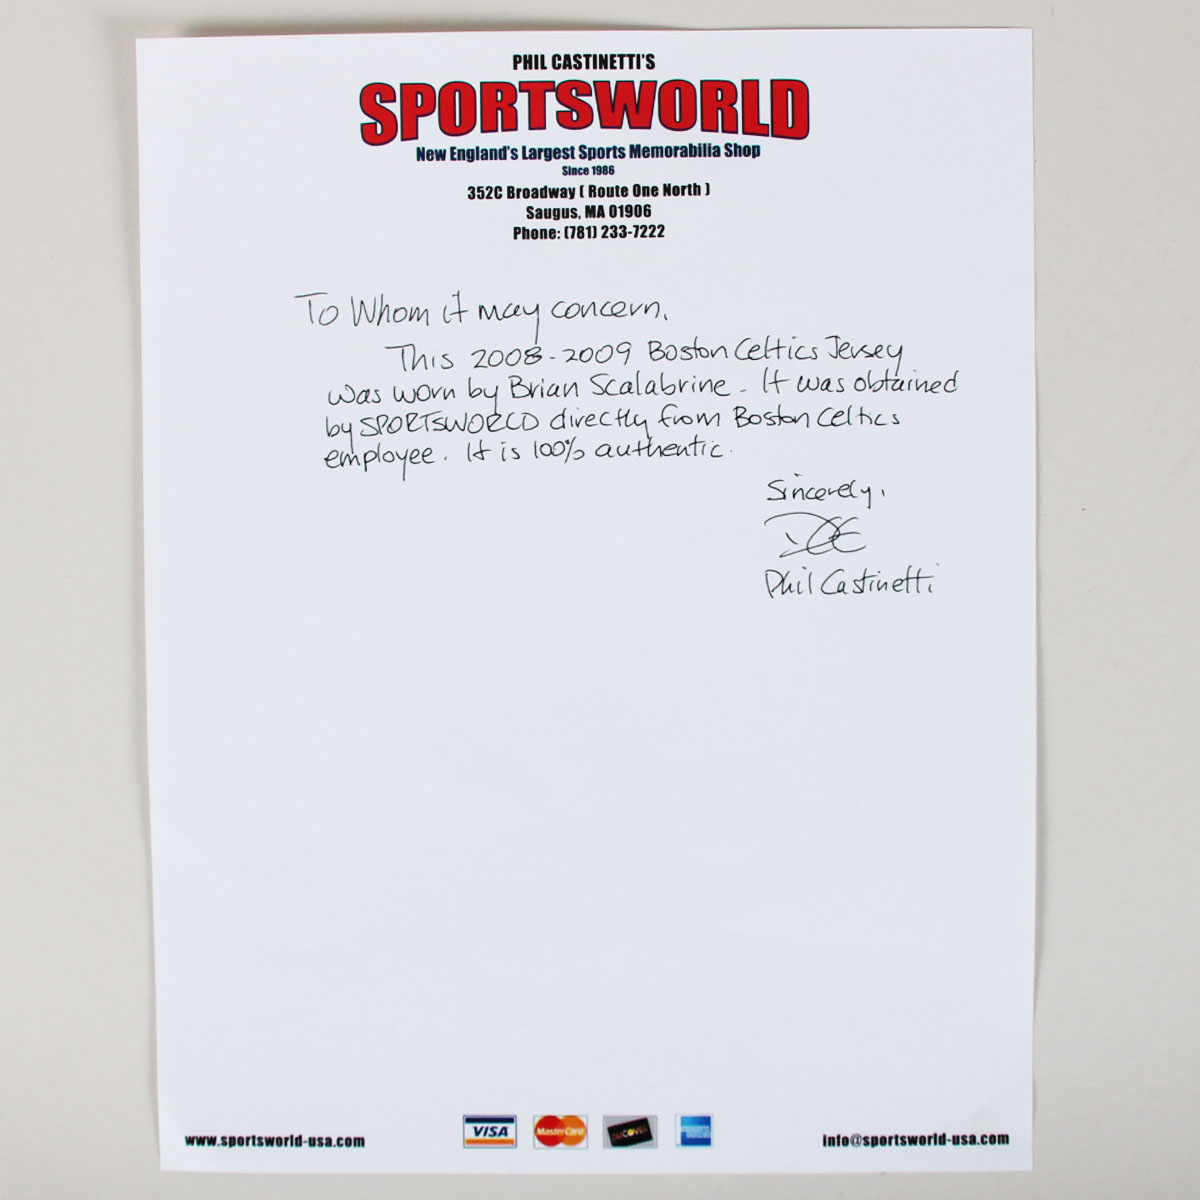 PHIL CASTINETTI'S
SPORTSWORLD
New England's Largest Sports Memorabilia Shop
Since 1986
352C Broadway ( Route One North )
Saugus, MA 01906
Phone: (781) 233-7222
To Whom it may concern,
This 2008-2009 Boston Celtics Jersey
was worn by Brian Scalabrine. It was obtained
by SPORTSWORLD directly from Boston Celtics
employee. It is 100% authentic.
Sincerely,
Phil Castinetti
VISA MasterCard DISCOVER
www.sportsworld-usa.com info@sportsworld-usa.com